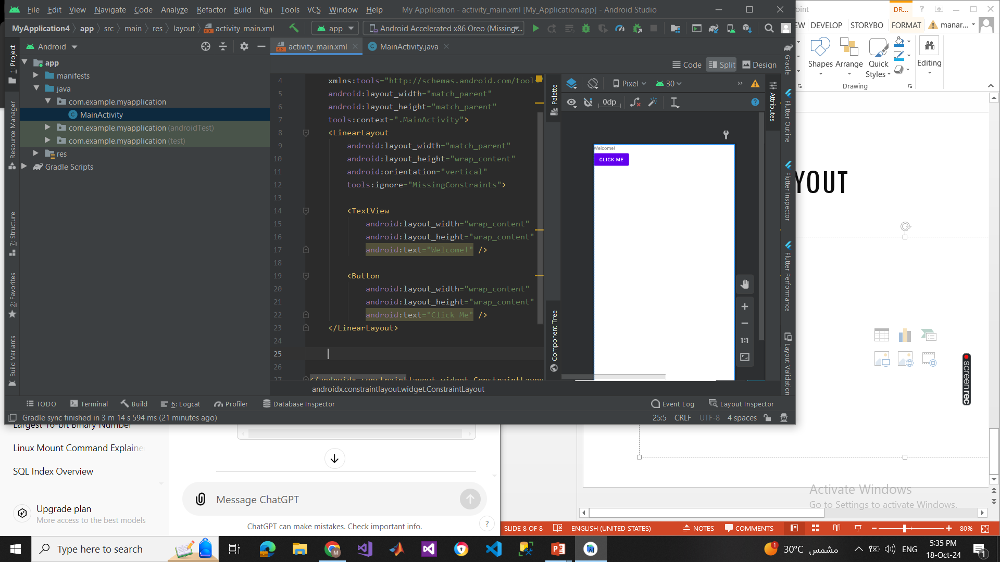 File Edit View Navigate Code Analyze Refactor Build Run Tools VCS Window Help My Application - activity_main.xml [My_Application.app] - Android Studio
MyApplication4 app src main res layout activity_main.xml app Android Accelerated x86 Oreo (Missing...
Android
activity_main.xml MainActivity.java
Code Split Design
1: Project
Resource Manager
7: Structure
2: Favorites
Build Variants
app
manifests
java
com.example.myapplication
MainActivity
com.example.myapplication (androidTest)
com.example.myapplication (test)
res
Gradle Scripts
4 xmlns:tools="http://schemas.android.com/tools
5 android:layout_width="match_parent"
6 android:layout_height="match_parent"
7 tools:context=".MainActivity">
8 <LinearLayout
9 android:layout_width="match_parent"
10 android:layout_height="wrap_content"
11 android:orientation="vertical"
12 tools:ignore="MissingConstraints">
13
14 <TextView
15 android:layout_width="wrap_content"
16 android:layout_height="wrap_content"
17 android:text="Welcome!" />
18
19 <Button
20 android:layout_width="wrap_content"
21 android:layout_height="wrap_content"
22 android:text="Click Me" />
23 </LinearLayout>
24
25
26
27 </androidx.constraintlayout.widget.ConstraintLayou
androidx.constraintlayout.widget.ConstraintLayout
Palette
Component Tree
Pixel 30
0dp
Welcome!
CLICK ME
1:1
Attributes
Gradle
Flutter Outline
Flutter Inspector
Flutter Performance
Layout Validation
TODO Terminal Build 6: Logcat Profiler Database Inspector Event Log Layout Inspector
Gradle sync finished in 3 m 14 s 594 ms (21 minutes ago) 25:5 CRLF UTF-8 4 spaces
oint DR... ?
EW DEVELOP STORYBO FORMAT manar...
Shapes Arrange Quick Styles Editing
Drawing
YOUT
screenrec
Largest 16-bit Binary Number
Linux Mount Command Explaine
SQL Index Overview
Upgrade plan
More access to the best models
Message ChatGPT
ChatGPT can make mistakes. Check important info.
?
Activate Windows
Go to Settings to activate Windows.
SLIDE 8 OF 8 ENGLISH (UNITED STATES) NOTES COMMENTS 80%
Type here to search
1 30°C مشمس ENG 5:35 PM
18-Oct-24 1